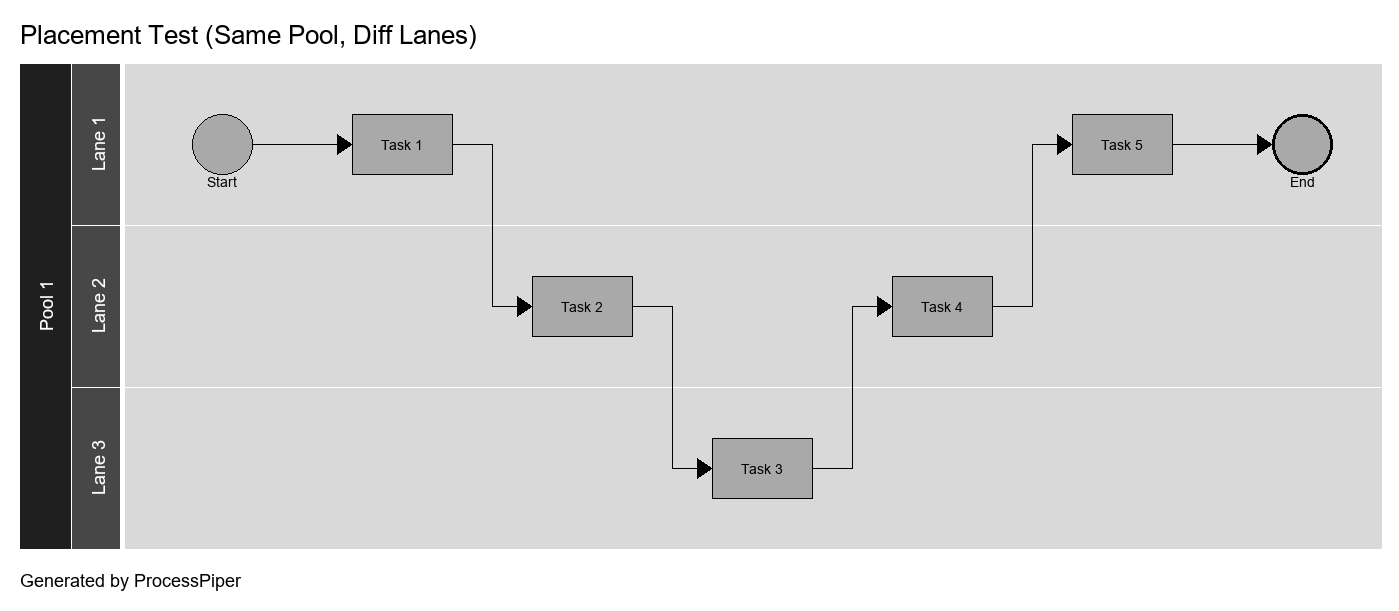 Placement Test (Same Pool, Diff Lanes)
Pool 1
Lane 1
Start
Task 1
Task 5
End
Lane 2
Task 2
Task 4
Lane 3
Task 3
Generated by ProcessPiper